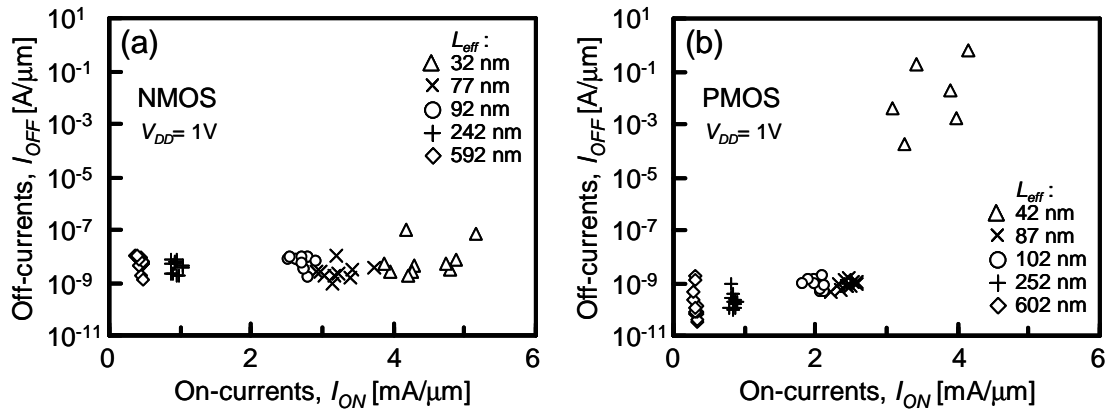 (a)
NMOS
V_DD= 1V
L_eff :
32 nm
77 nm
92 nm
242 nm
592 nm
Off-currents, I_OFF [A/μm]
10^1
10^-1
10^-3
10^-5
10^-7
10^-9
10^-11
0 1 2 3 4 5 6
On-currents, I_ON [mA/μm]
(b)
PMOS
V_DD= 1V
L_eff :
42 nm
87 nm
102 nm
252 nm
602 nm
Off-currents, I_OFF [A/μm]
10^1
10^-1
10^-3
10^-5
10^-7
10^-9
10^-11
0 2 4 6
On-currents, I_ON [mA/μm]